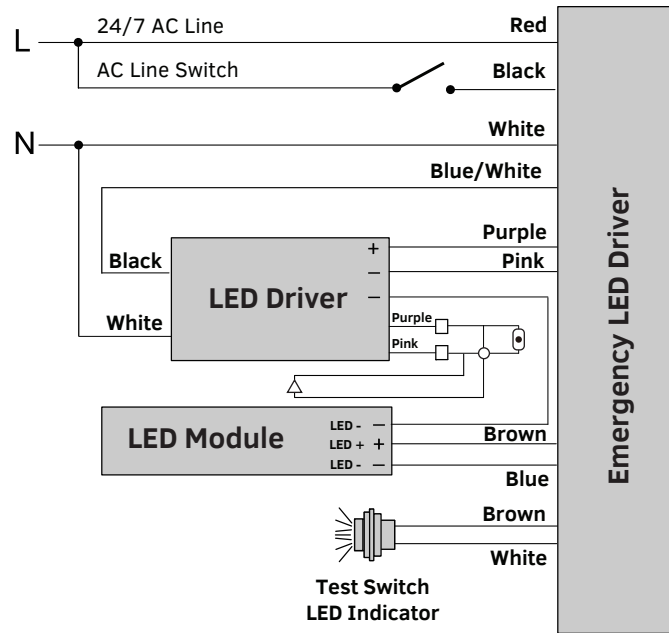 L
24/7 AC Line
Red
AC Line Switch
Black
N
White
Blue/White
Purple
Pink
Black
White
LED Driver
+
−
−
Purple
Pink
LED Module
LED - −
LED + +
LED - −
Brown
Blue
Brown
White
Test Switch
LED Indicator
Emergency LED Driver